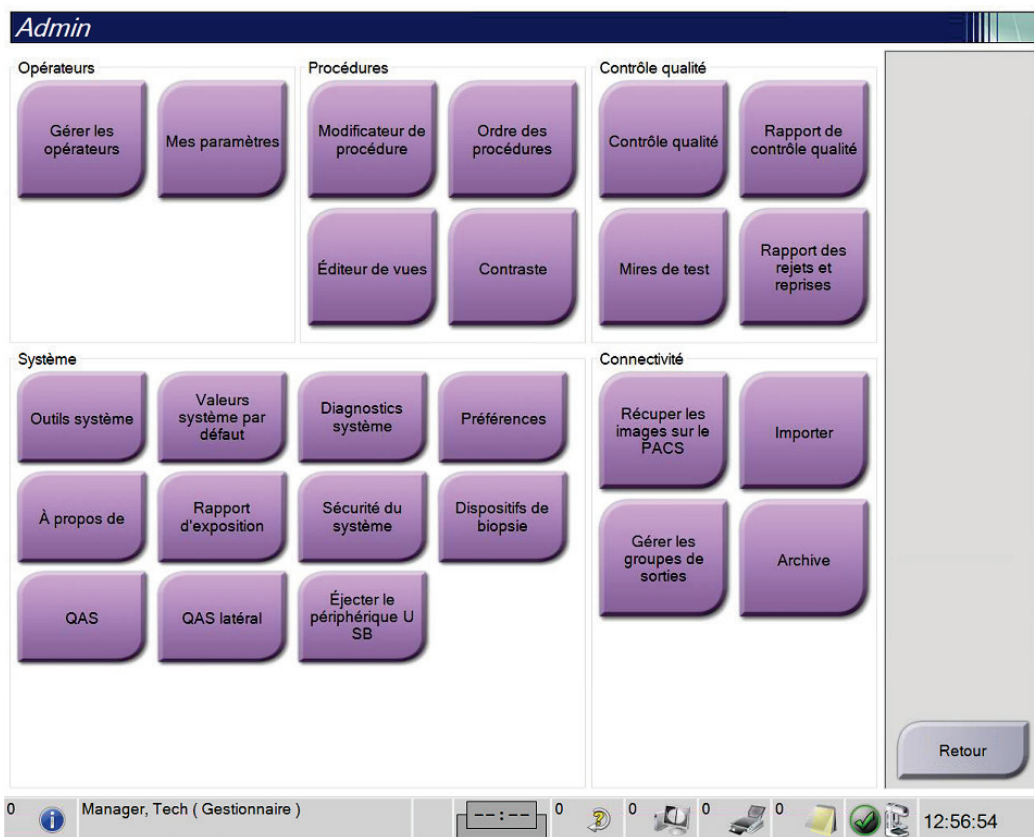 Admin
Opérateurs
Gérer les
opérateurs
Mes paramètres
Procédures
Modificateur de
procédure
Ordre des
procédures
Éditeur de vues
Contraste
Contrôle qualité
Contrôle qualité
Rapport de
contrôle qualité
Mires de test
Rapport des
rejets et
reprises
Système
Outils système
Valeurs
système par
défaut
Diagnostics
système
Préférences
À propos de
Rapport
d'exposition
Sécurité du
système
Dispositifs de
biopsie
QAS
QAS latéral
Éjecter le
périphérique U
SB
Connectivité
Récuper les
images sur le
PACS
Importer
Gérer les
groupes de
sorties
Archive
Retour
0 Manager, Tech ( Gestionnaire ) --:-- 0 0 0 0 12:56:54